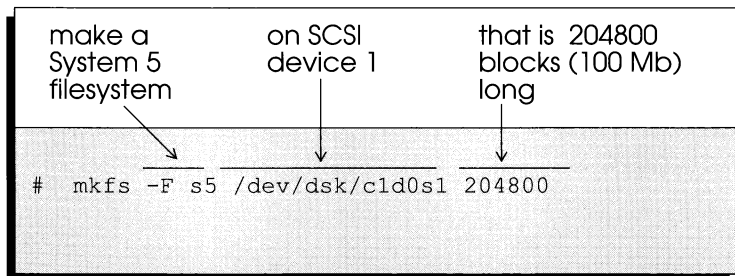 make a
System 5
filesystem
on SCSI
device 1
that is 204800
blocks (100 Mb)
long
# mkfs -F s5 /dev/dsk/c1d0s1 204800